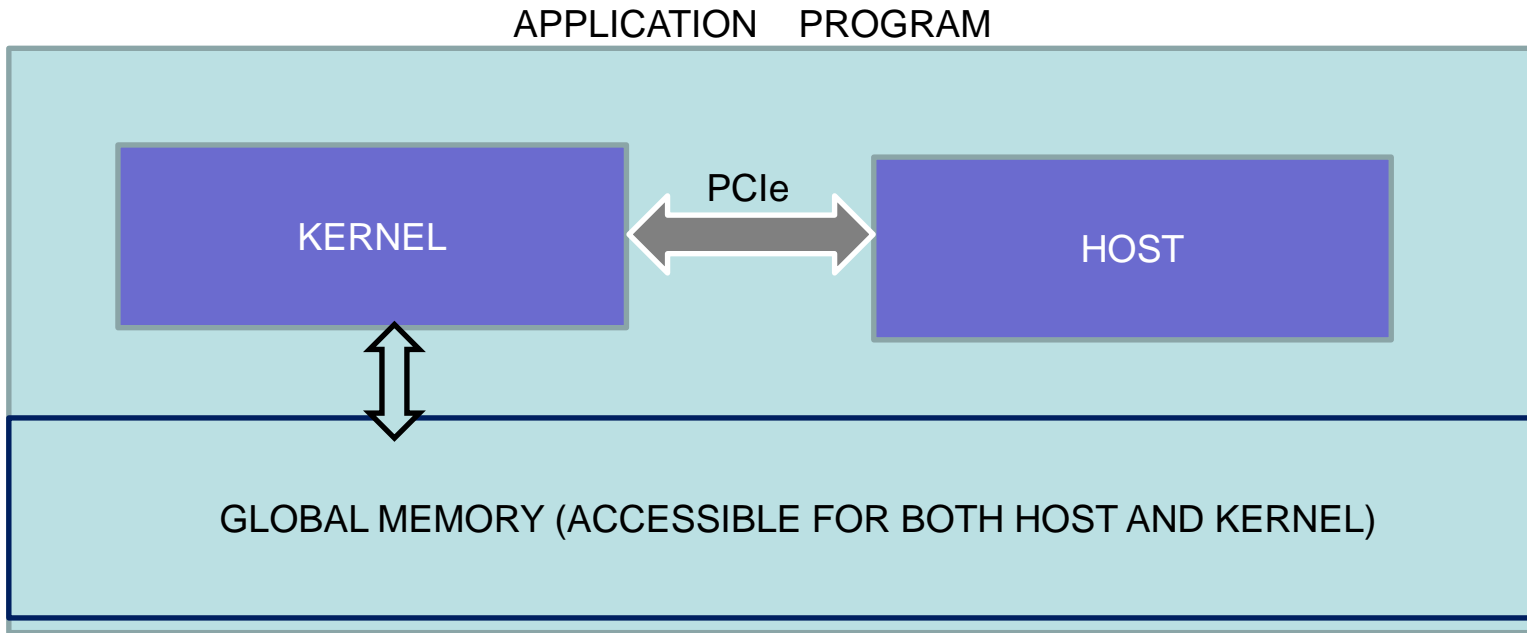 APPLICATION PROGRAM
PCIe
KERNEL
HOST
GLOBAL MEMORY (ACCESSIBLE FOR BOTH HOST AND KERNEL)